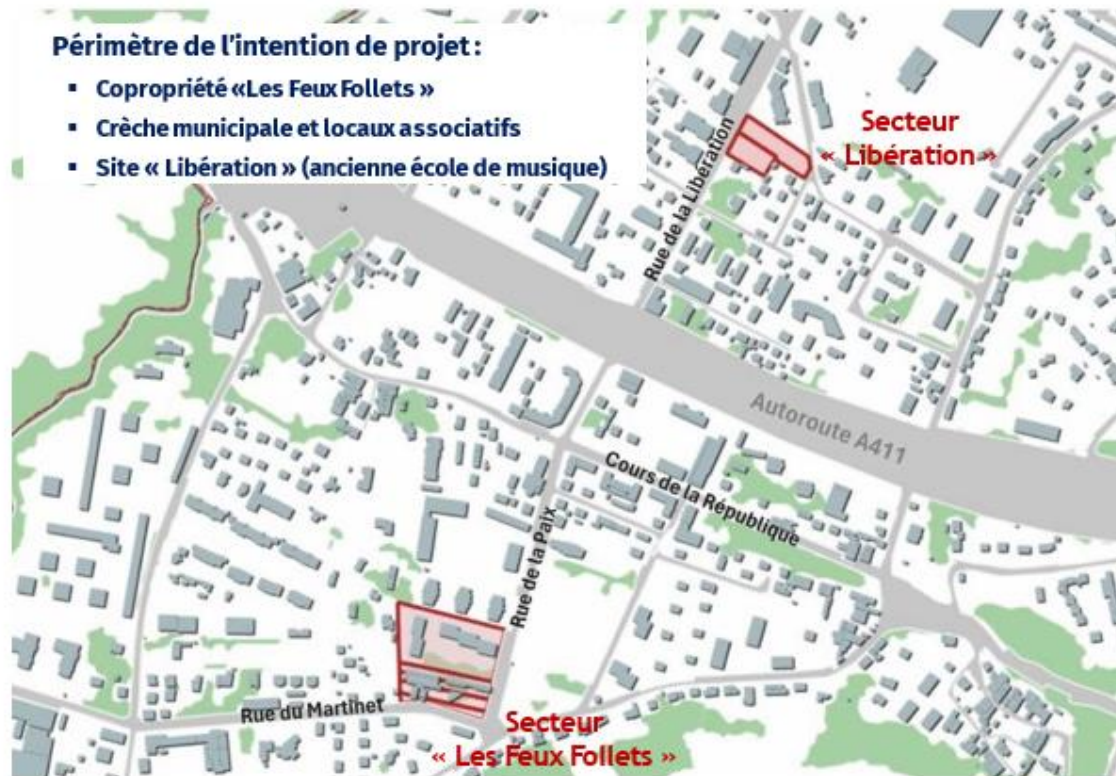 Périmètre de l'intention de projet :
▪ Copropriété «Les Feux Follets »
▪ Crèche municipale et locaux associatifs
▪ Site « Libération » (ancienne école de musique)
Secteur
« Libération »
Rue de la Libération
Autoroute A411
Cours de la République
Rue de la Paix
Rue du Martinet
Secteur
« Les Feux Follets »